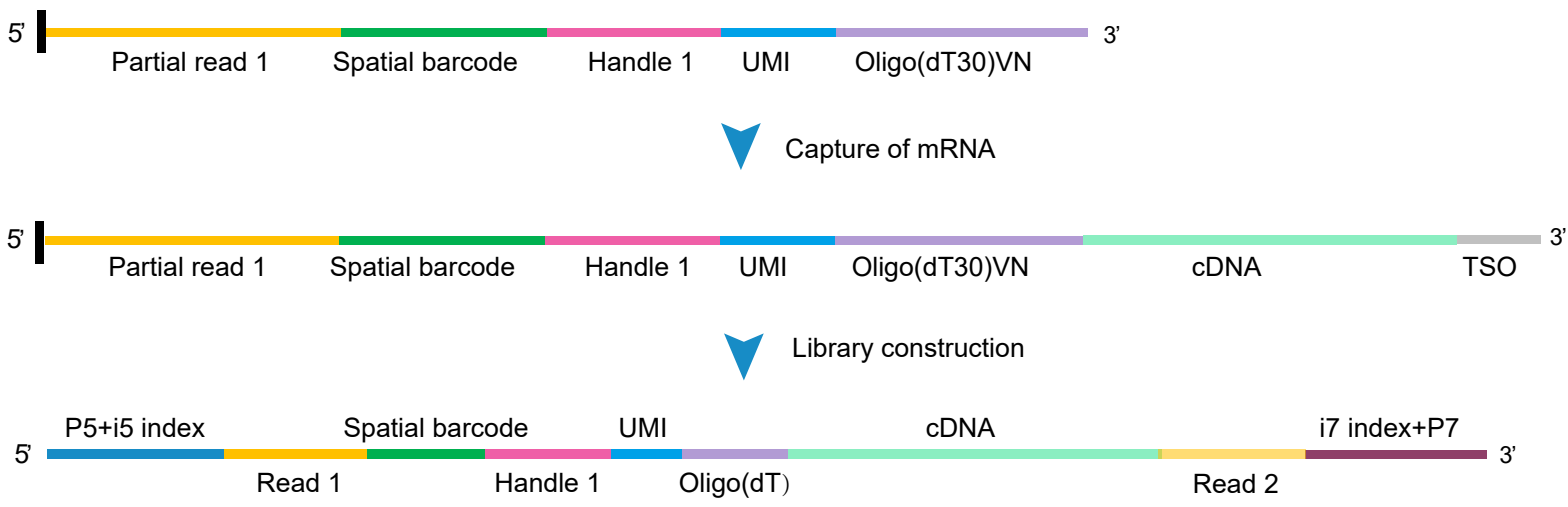 5’ 3’
Partial read 1 Spatial barcode Handle 1 UMI Oligo(dT30)VN
Capture of mRNA
5’ 3’
Partial read 1 Spatial barcode Handle 1 UMI Oligo(dT30)VN cDNA TSO
Library construction
P5+i5 index Spatial barcode UMI cDNA i7 index+P7
5’ 3’
Read 1 Handle 1 Oligo(dT) Read 2